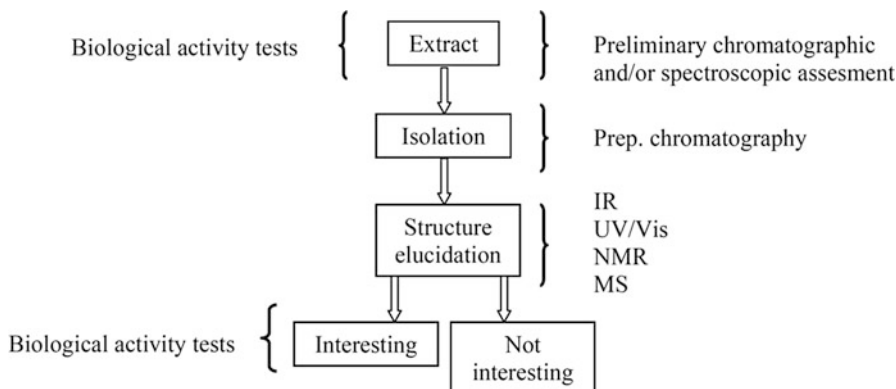 Biological activity tests
Extract
Preliminary chromatographic
and/or spectroscopic assesment
Isolation
Prep. chromatography
Structure
elucidation
IR
UV/Vis
NMR
MS
Biological activity tests
Interesting
Not
interesting